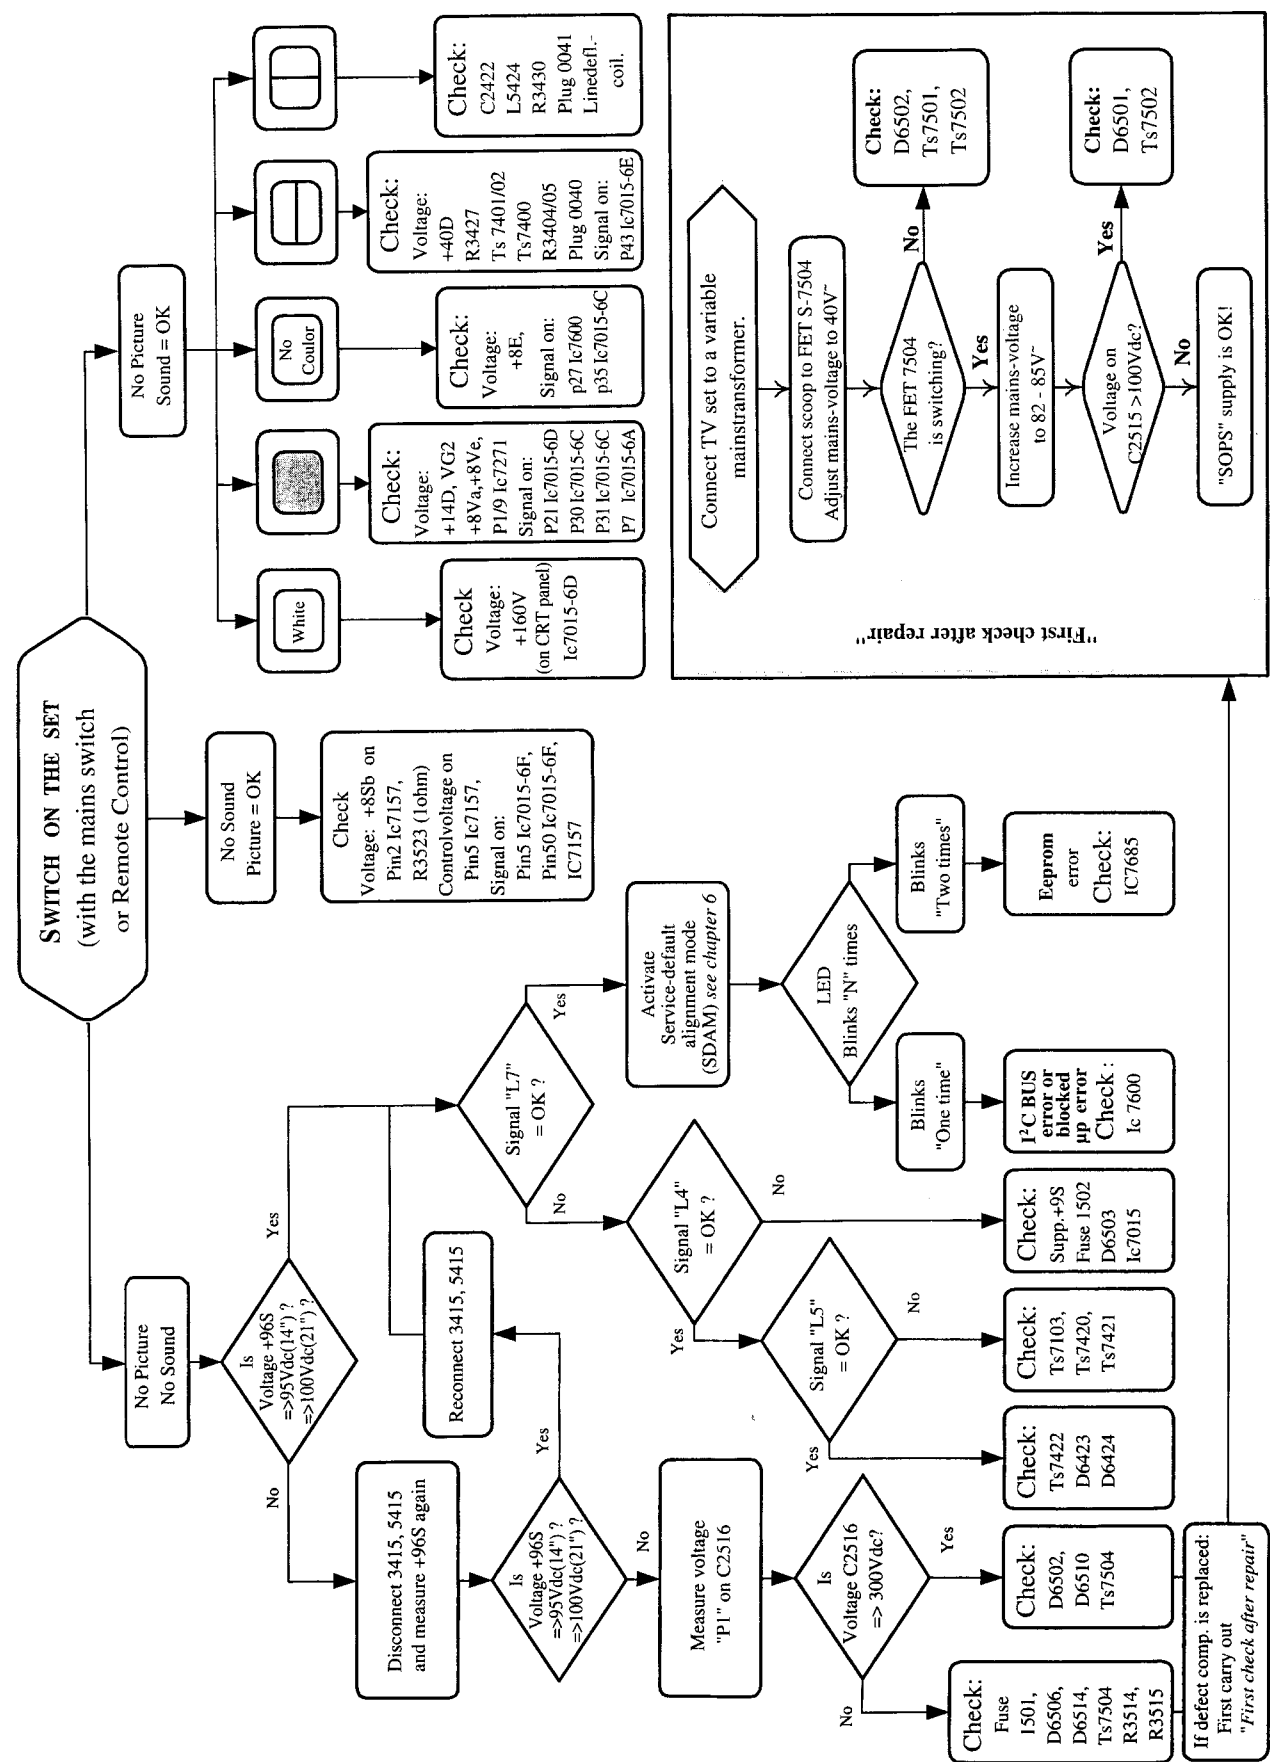 SWITCH ON THE SET
(with the mains switch
or Remote Control)
No Picture
No Sound
Is
Voltage +96S
=>95Vdc(14") ?
=>100Vdc(21") ?
No
Yes
Disconnect 3415, 5415
and measure +96S again
Is
Voltage +96S
=>95Vdc(14") ?
=>100Vdc(21") ?
Yes
No
Reconnect 3415, 5415
Measure voltage
"P1" on C2516
Is
Voltage C2516
=> 300Vdc?
No
Yes
Check:
Fuse
1501,
D6506,
D6514,
Ts7504
R3514,
R3515
Check:
D6502,
D6510
Ts7504
If defect comp. is replaced:
First carry out
"First check after repair"
Signal "L7"
= OK ?
No
Yes
Signal "L4"
= OK ?
Yes
No
Signal "L5"
= OK ?
Yes
No
Check:
Ts7422
D6423
D6424
Check:
Ts7103,
Ts7420,
Ts7421
Check:
Supp.+9S
Fuse 1502
D6503
Ic7015
Activate
Service-default
alignment mode
(SDAM) see chapter 6
LED
Blinks "N" times
Blinks
"One time"
Blinks
"Two times"
I²C BUS
error or
blocked
µp error
Check :
Ic 7600
Eeprom
error
Check:
IC7685
No Sound
Picture = OK
Check
Voltage: +8Sb on
Pin2 Ic7157,
R3523 (1ohm)
Controlvoltage on
Pin5 Ic7157,
Signal on:
Pin5 Ic7015-6F,
Pin50 Ic7015-6F,
IC7157
No Picture
Sound = OK
White
Check
Voltage:
+160V
(on CRT panel)
Ic7015-6D
Check:
Voltage:
+14D, VG2
+8Va,+8Ve,
P1/9 Ic7271
Signal on:
P21 Ic7015-6D
P30 Ic7015-6C
P31 Ic7015-6C
P7 Ic7015-6A
No
Coulor
Check:
Voltage:
+8E,
Signal on:
p27 Ic7600
p35 Ic7015-6C
Check:
Voltage:
+40D
R3427
Ts 7401/02
Ts7400
R3404/05
Plug 0040
Signal on:
P43 Ic7015-6E
Check:
C2422
L5424
R3430
Plug 0041
Linedefl.-
coil.
"First check after repair"
Connect TV set to a variable
mainstransformer.
Connect scoop to FET S-7504
Adjust mains-voltage to 40V~
The FET 7504
is switching?
No
Yes
Check:
D6502,
Ts7501,
Ts7502
Increase mains-voltage
to 82 - 85V~
Voltage on
C2515 >100Vdc?
Yes
No
Check:
D6501,
Ts7502
"SOPS" supply is OK!